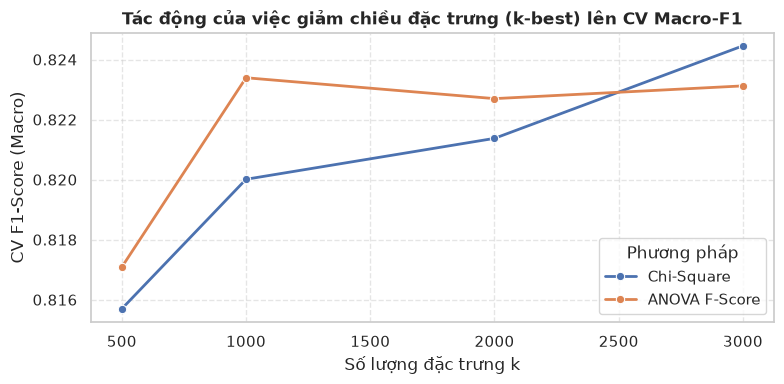 Tác động của việc giảm chiều đặc trưng (k-best) lên CV Macro-F1
CV F1-Score (Macro)
0.824
0.822
0.820
0.818
0.816
Phương pháp
Chi-Square
ANOVA F-Score
500 1000 1500 2000 2500 3000
Số lượng đặc trưng k